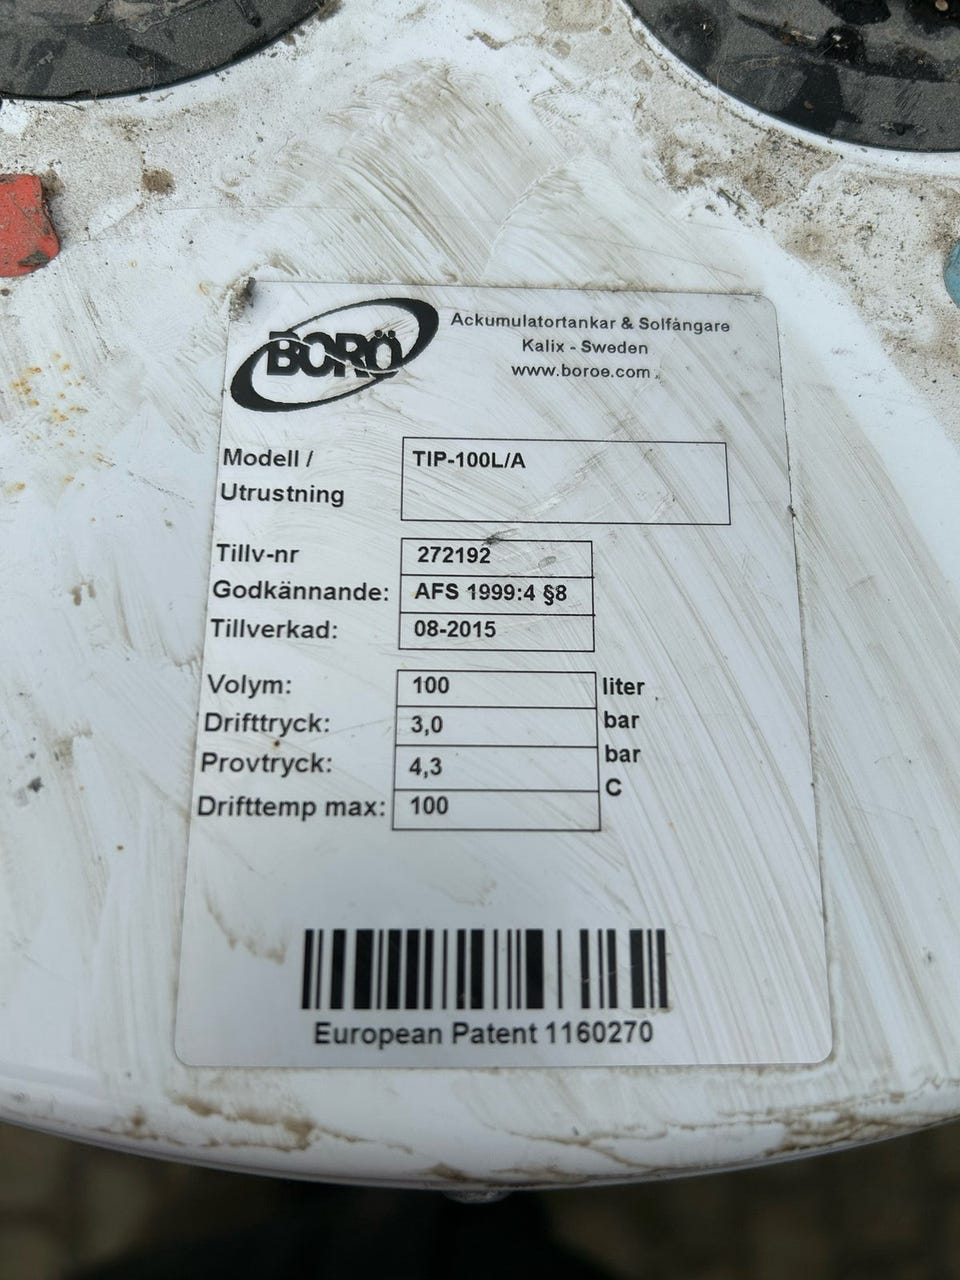 BORÖ
Ackumulatortankar & Solfångare
Kalix - Sweden
www.boroe.com
Modell / TIP-100L/A
Utrustning
Tillv-nr 272192
Godkännande: AFS 1999:4 §8
Tillverkad: 08-2015
Volym: 100 liter
Drifttryck: 3,0 bar
Provtryck: 4,3 bar
Drifttemp max: 100 C
European Patent 1160270